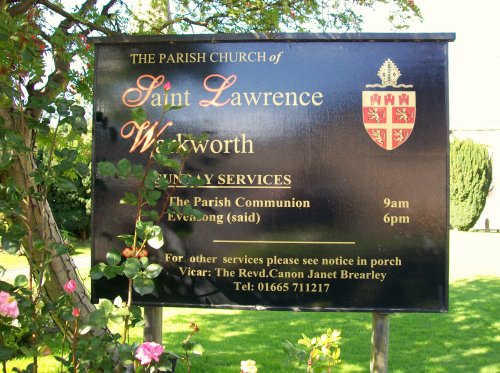 THE PARISH CHURCH of
Saint Lawrence
Warkworth
SUNDAY SERVICES
The Parish Communion 9am
Evensong (said) 6pm
For other services please see notice in porch
Vicar: The Revd.Canon Janet Brearley
Tel: 01665 711217